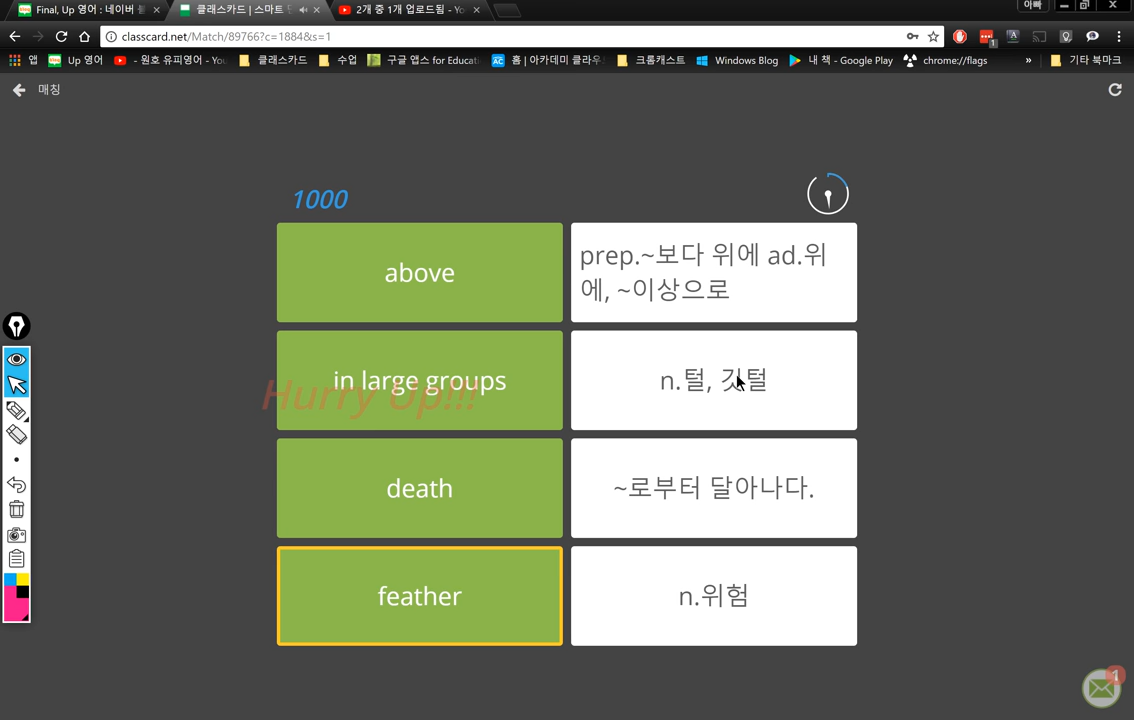 Final, Up 영어 : 네이버
클래스카드 | 스마트
2개 중 1개 업로드됨 - Yo
아빠
classcard.net/Match/89766?c=1884&s=1
앱
Up 영어
- 원호 유피영어 - You
클래스카드
수업
구글 앱스 for Educat
홈 | 아카데미 클라우
크롬캐스트
Windows Blog
내 책 - Google Play
chrome://flags
»
기타 북마크
매칭
1000
above
prep.~보다 위에 ad.위
에, ~이상으로
in large groups
Hurry Up!!!
n.털, 깃털
death
~로부터 달아나다.
feather
n.위험
1